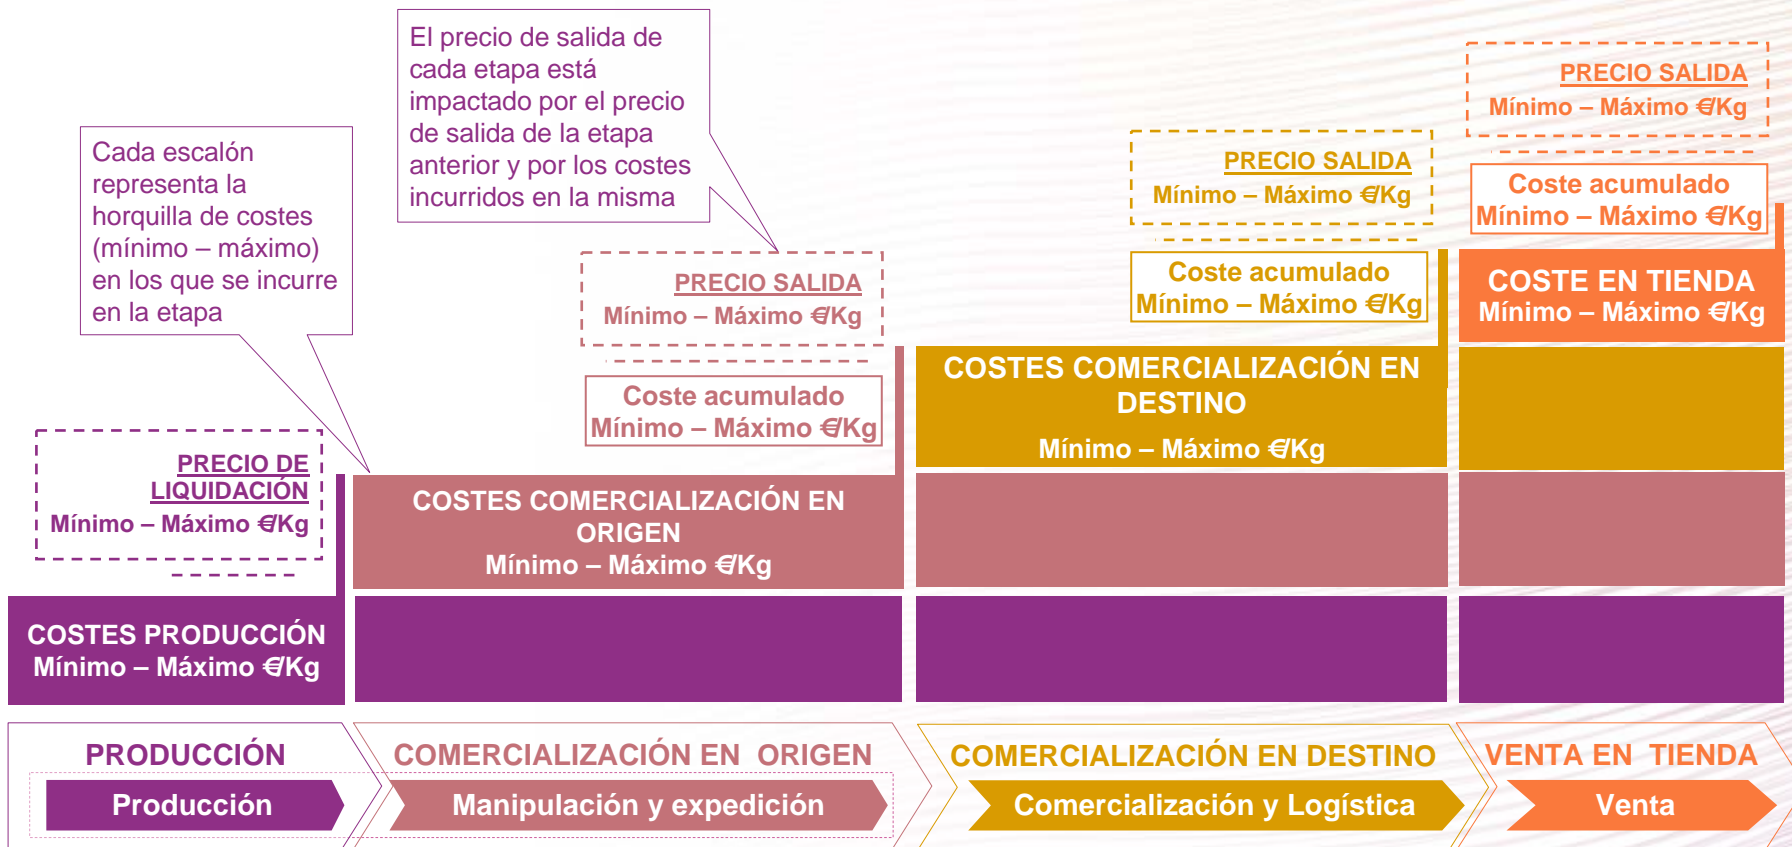 El precio de salida de
cada etapa está
impactado por el precio
de salida de la etapa
anterior y por los costes
incurridos en la misma
Cada escalón
representa la
horquilla de costes
(mínimo – máximo)
en los que se incurre
en la etapa
PRECIO SALIDA
Mínimo – Máximo €/Kg
Coste acumulado
Mínimo – Máximo €/Kg
COSTE EN TIENDA
Mínimo – Máximo €/Kg
PRECIO SALIDA
Mínimo – Máximo €/Kg
Coste acumulado
Mínimo – Máximo €/Kg
COSTES COMERCIALIZACIÓN EN
DESTINO
Mínimo – Máximo €/Kg
PRECIO SALIDA
Mínimo – Máximo €/Kg
Coste acumulado
Mínimo – Máximo €/Kg
COSTES COMERCIALIZACIÓN EN
ORIGEN
Mínimo – Máximo €/Kg
PRECIO DE
LIQUIDACIÓN
Mínimo – Máximo €/Kg
COSTES PRODUCCIÓN
Mínimo – Máximo €/Kg
PRODUCCIÓN
Producción
COMERCIALIZACIÓN EN ORIGEN
Manipulación y expedición
COMERCIALIZACIÓN EN DESTINO
Comercialización y Logística
VENTA EN TIENDA
Venta